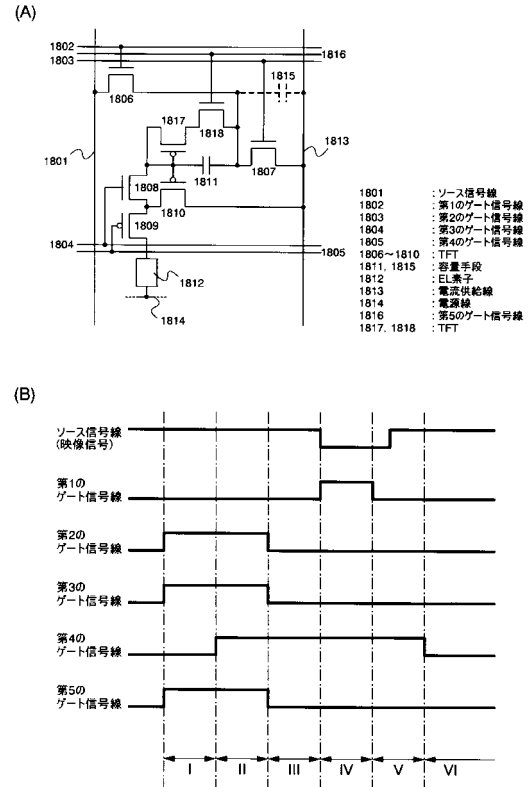 (A)
1802
1803
1816
1806
1815
1817
1818
1813
1801
1811
1807
1808
1810
1809
1804
1805
1812
1814
1801 : ソース信号線
1802 : 第1のゲート信号線
1803 : 第2のゲート信号線
1804 : 第3のゲート信号線
1805 : 第4のゲート信号線
1806~1810 : TFT
1811, 1815 : 容量手段
1812 : EL素子
1813 : 電流供給線
1814 : 電源線
1816 : 第5のゲート信号線
1817, 1818 : TFT
(B)
ソース信号線
(映像信号)
第1の
ゲート信号線
第2の
ゲート信号線
第3の
ゲート信号線
第4の
ゲート信号線
第5の
ゲート信号線
I II III IV V VI